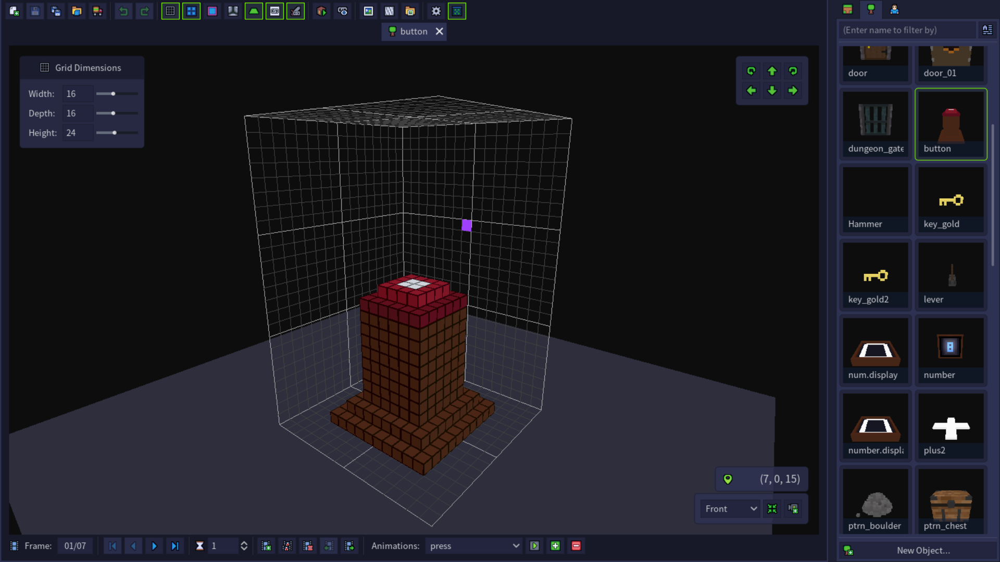 button
(Enter name to filter by)
Grid Dimensions
Width: 16
Depth: 16
Height: 24
door
door_01
dungeon_gate
button
Hammer
key_gold
key_gold2
lever
num.display
number
number.displ
plus2
ptrn_boulder
ptrn_chest
(7, 0, 15)
Front
Frame: 01/07
1
Animations: press
New Object...